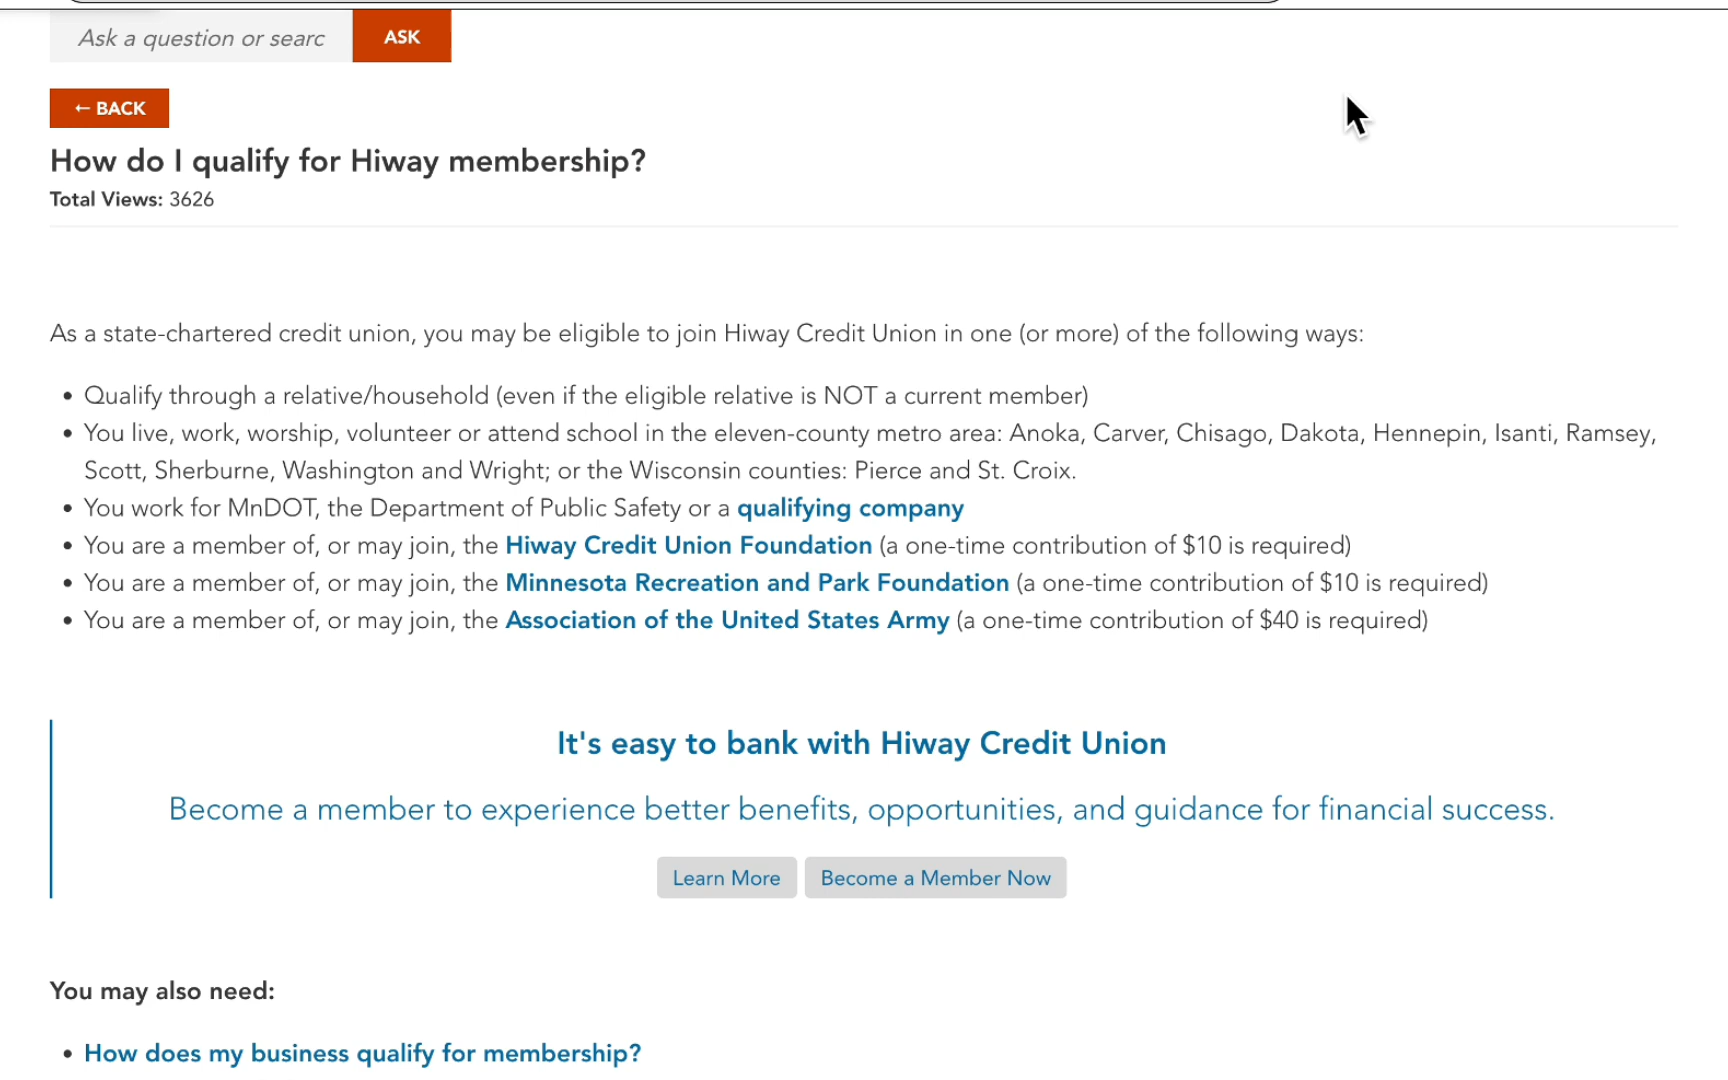 Ask a question or searc
ASK
← BACK
How do I qualify for Hiway membership?
Total Views: 3626
As a state-chartered credit union, you may be eligible to join Hiway Credit Union in one (or more) of the following ways:
• Qualify through a relative/household (even if the eligible relative is NOT a current member)
• You live, work, worship, volunteer or attend school in the eleven-county metro area: Anoka, Carver, Chisago, Dakota, Hennepin, Isanti, Ramsey,
Scott, Sherburne, Washington and Wright; or the Wisconsin counties: Pierce and St. Croix.
• You work for MnDOT, the Department of Public Safety or a qualifying company
• You are a member of, or may join, the Hiway Credit Union Foundation (a one-time contribution of $10 is required)
• You are a member of, or may join, the Minnesota Recreation and Park Foundation (a one-time contribution of $10 is required)
• You are a member of, or may join, the Association of the United States Army (a one-time contribution of $40 is required)
It's easy to bank with Hiway Credit Union
Become a member to experience better benefits, opportunities, and guidance for financial success.
Learn More
Become a Member Now
You may also need:
• How does my business qualify for membership?